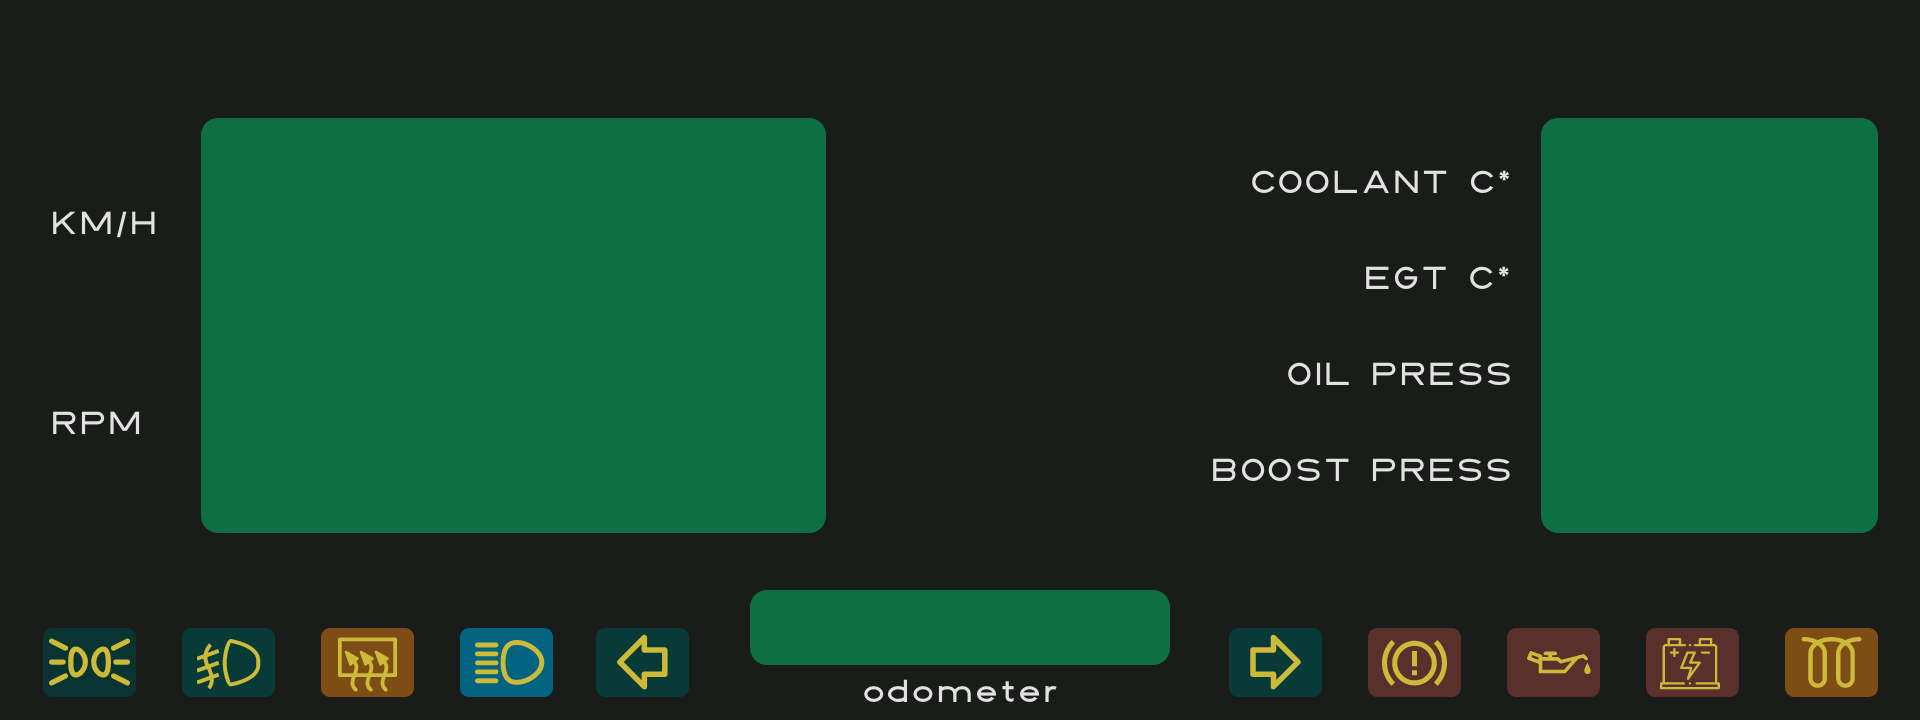 KM/H
RPM
COOLANT C*
EGT C*
OIL PRESS
BOOST PRESS
odometer